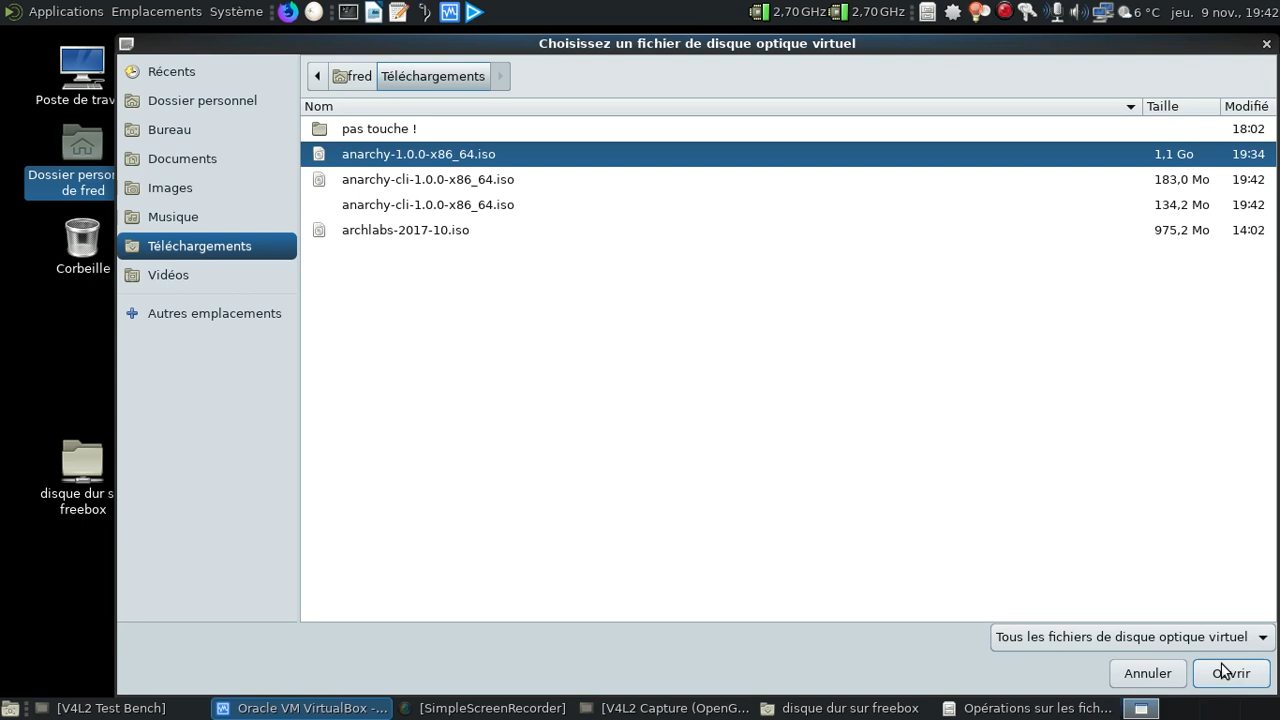 Applications Emplacements Système 2,70 GHz 2,70 GHz 6 °C jeu. 9 nov., 19:42
Choisissez un fichier de disque optique virtuel
Poste de trav
Dossier person
de fred
Corbeille
disque dur s
freebox
Récents
Dossier personnel
Bureau
Documents
Images
Musique
Téléchargements
Vidéos
Autres emplacements
fred Téléchargements
Nom Taille Modifié
pas touche ! 18:02
anarchy-1.0.0-x86_64.iso 1,1 Go 19:34
anarchy-cli-1.0.0-x86_64.iso 183,0 Mo 19:42
anarchy-cli-1.0.0-x86_64.iso 134,2 Mo 19:42
archlabs-2017-10.iso 975,2 Mo 14:02
Tous les fichiers de disque optique virtuel
Annuler Ouvrir
[V4L2 Test Bench] Oracle VM VirtualBox -... [SimpleScreenRecorder] [V4L2 Capture (OpenG... disque dur sur freebox Opérations sur les fich...